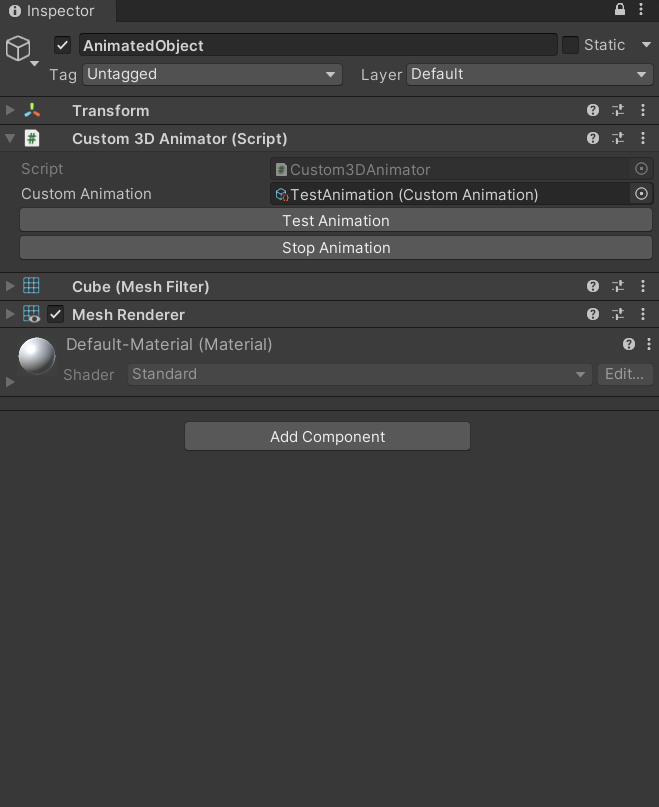 Inspector
AnimatedObject
Static
Tag Untagged Layer Default
Transform
Custom 3D Animator (Script)
Script Custom3DAnimator
Custom Animation TestAnimation (Custom Animation)
Test Animation
Stop Animation
Cube (Mesh Filter)
Mesh Renderer
Default-Material (Material)
Shader Standard Edit...
Add Component